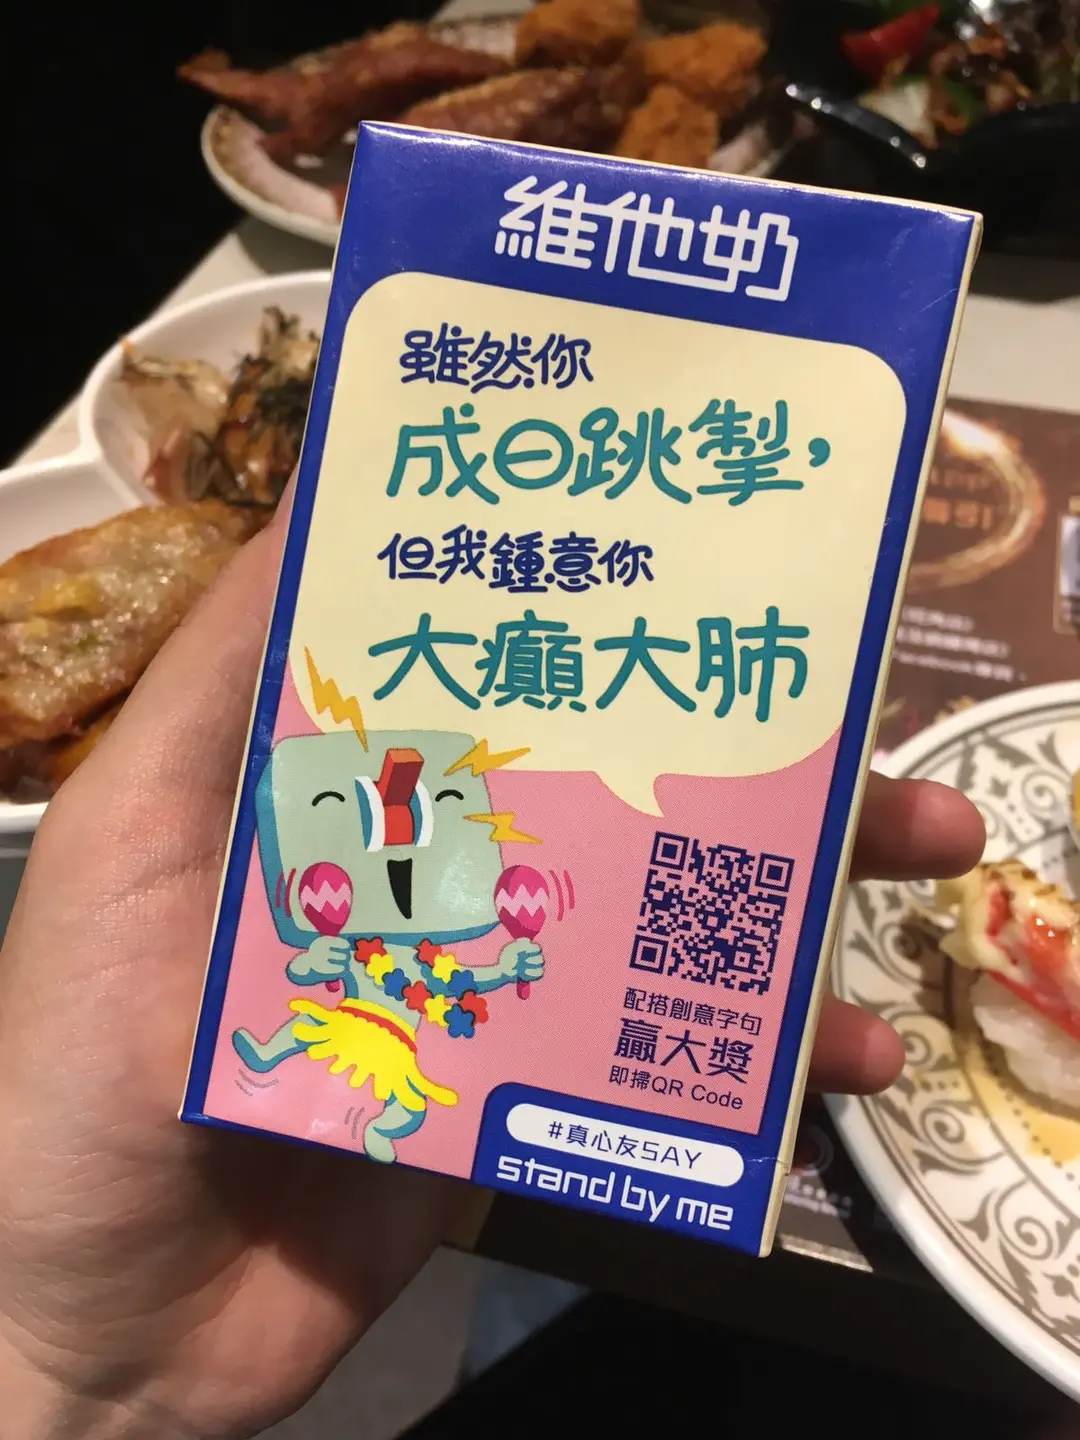 維他奶
雖然你
成日跳掣，
但我鍾意你
大癲大肺
配搭創意字句
贏大獎
即掃QR Code
#真心友SAY
stand by me